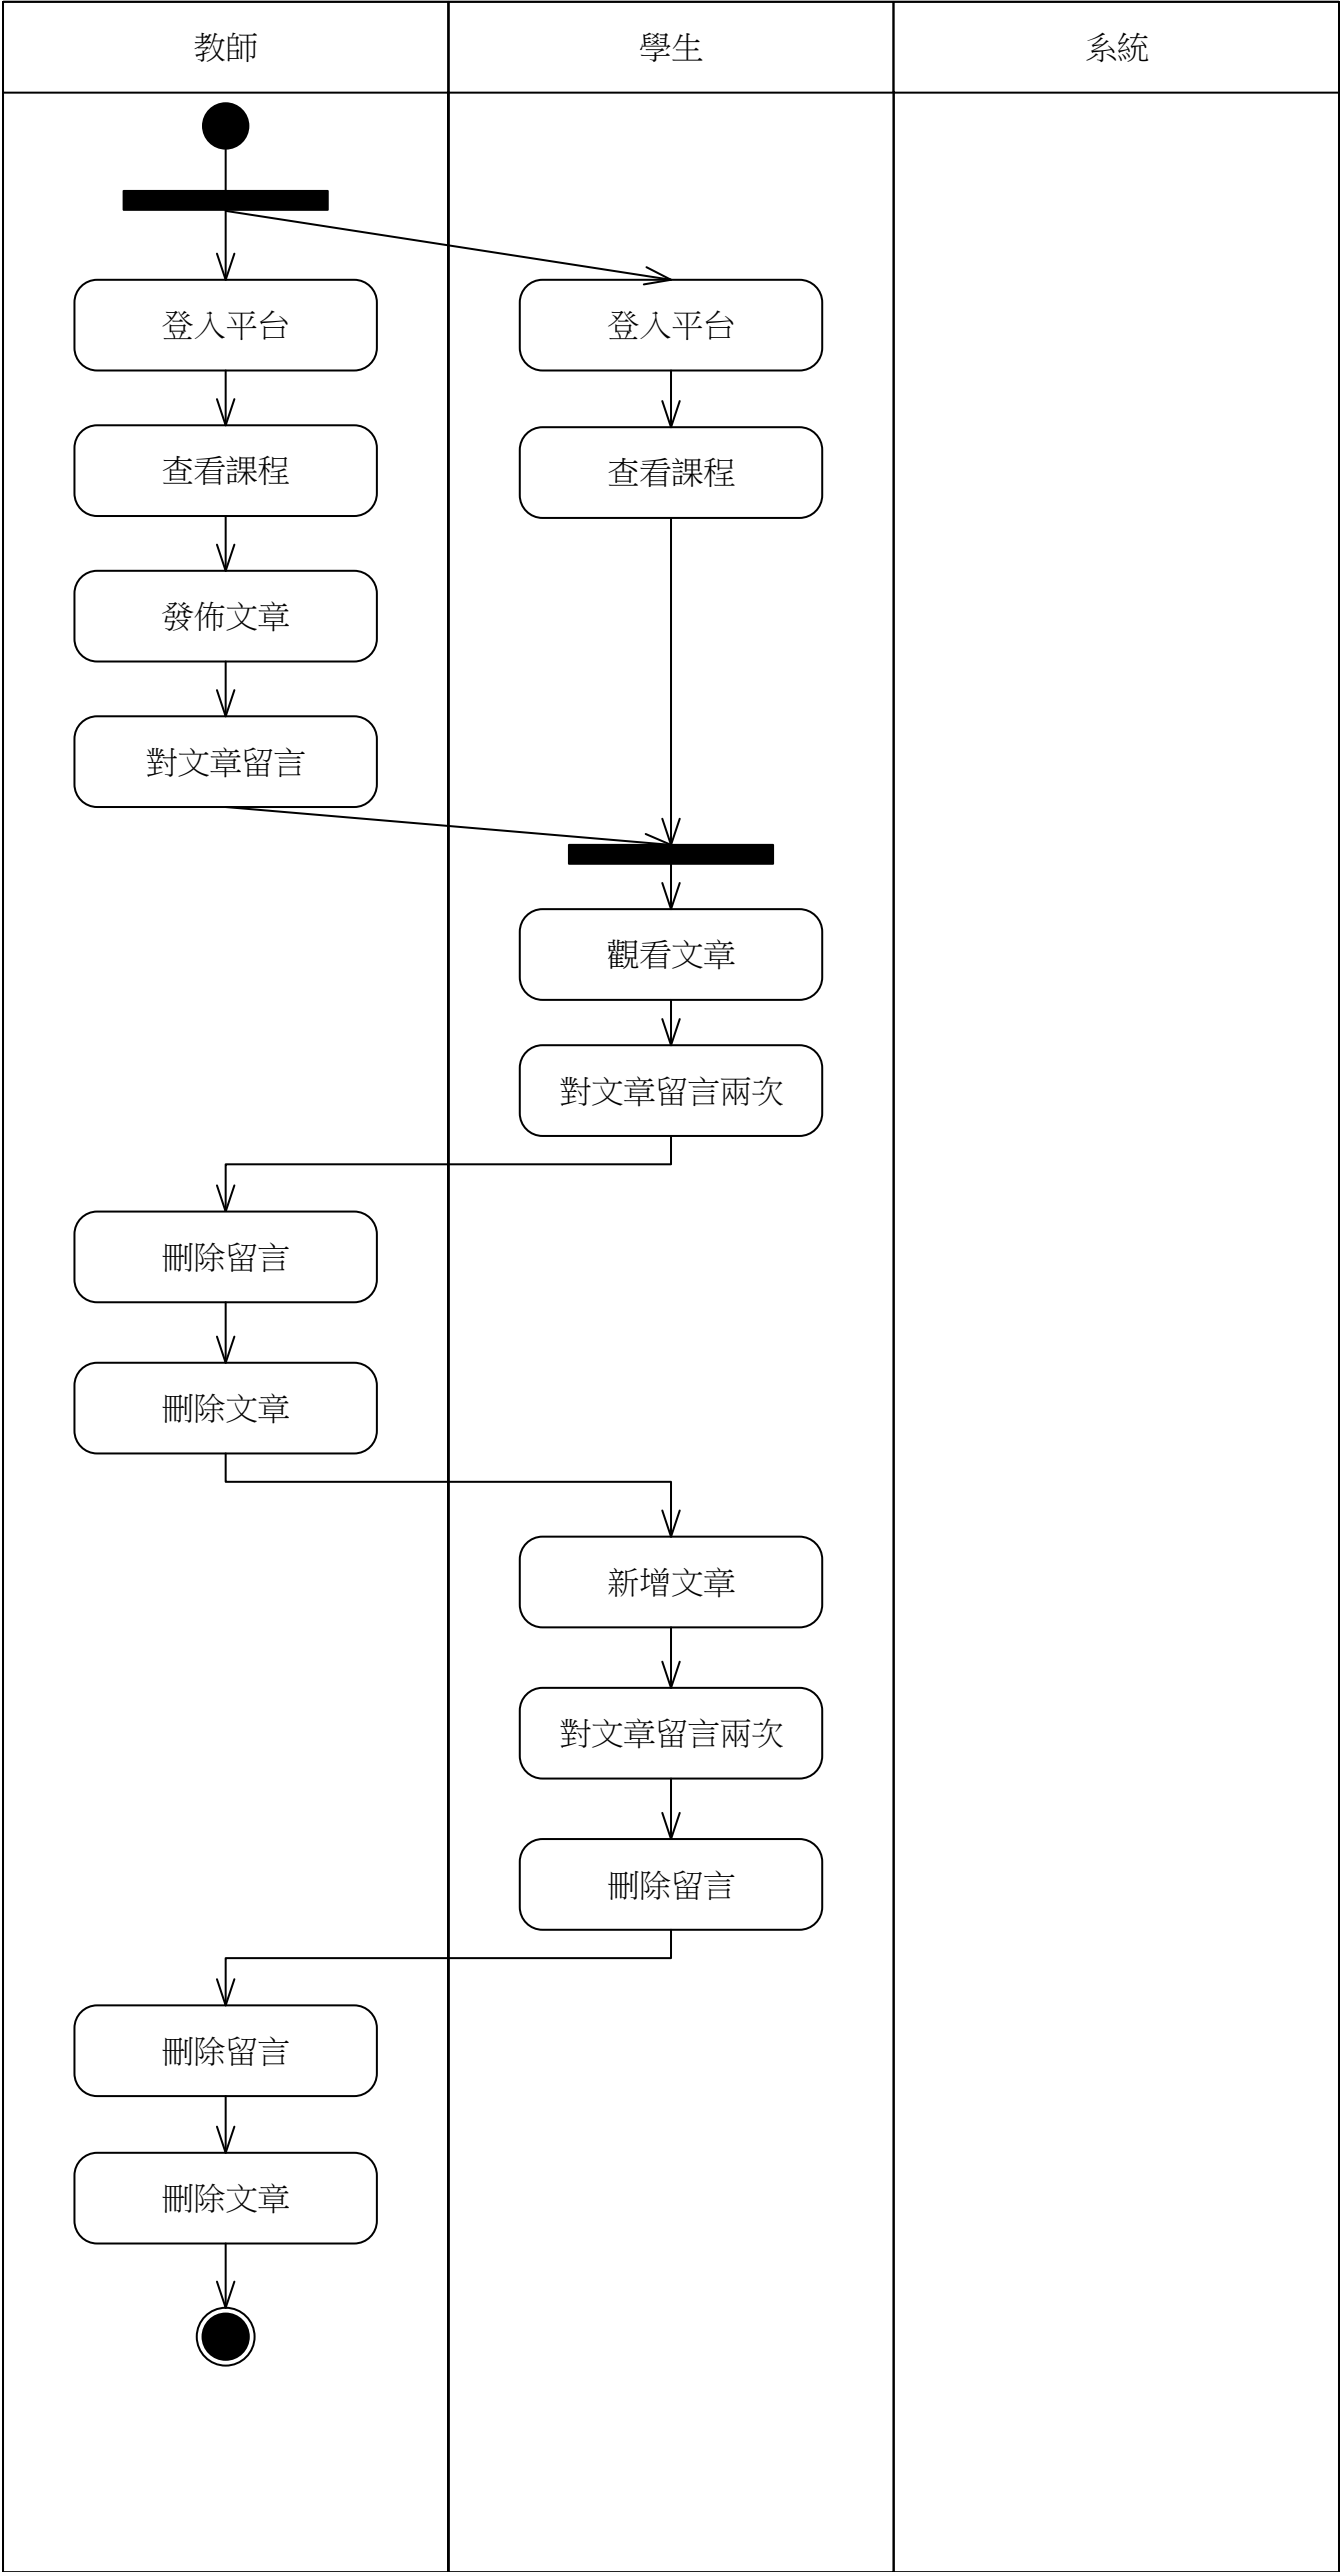 教師
學生
系統
登入平台
登入平台
查看課程
查看課程
發佈文章
對文章留言
觀看文章
對文章留言兩次
刪除留言
刪除文章
新增文章
對文章留言兩次
刪除留言
刪除留言
刪除文章